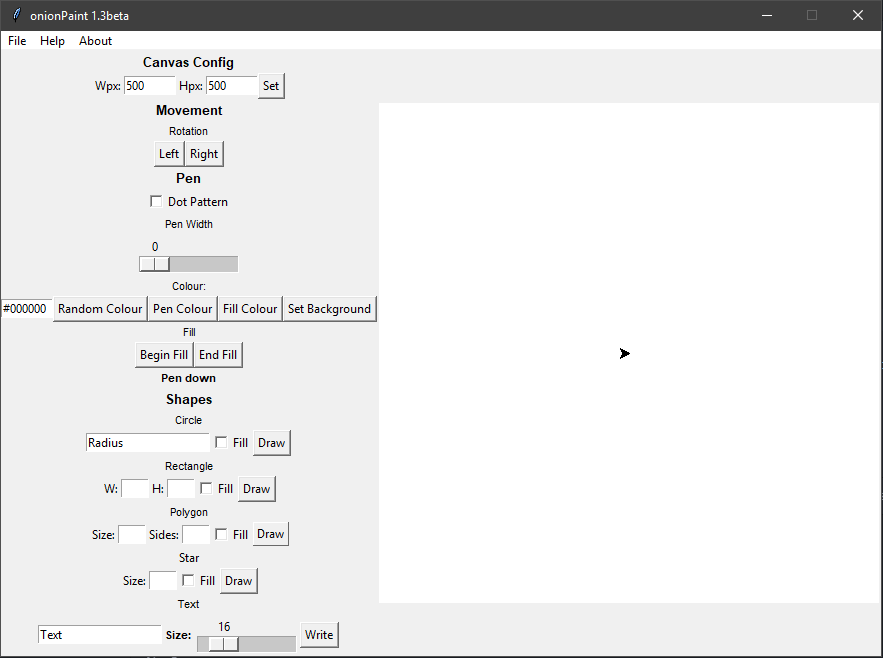 onionPaint 1.3beta
File Help About
Canvas Config
Wpx: 500 Hpx: 500 Set
Movement
Rotation
Left Right
Pen
Dot Pattern
Pen Width
0
Colour:
#000000 Random Colour Pen Colour Fill Colour Set Background
Fill
Begin Fill End Fill
Pen down
Shapes
Circle
Radius Fill Draw
Rectangle
W: H: Fill Draw
Polygon
Size: Sides: Fill Draw
Star
Size: Fill Draw
Text
16
Text Size: Write